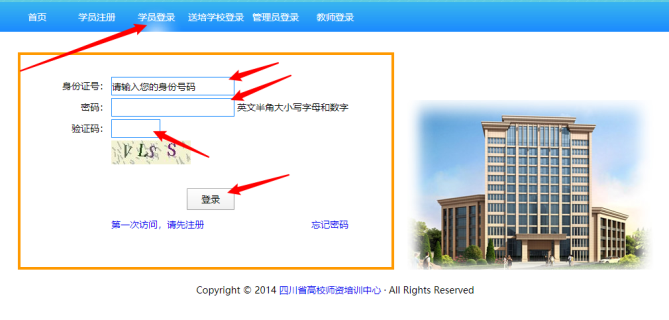 首页 学员注册 学员登录 送培学校登录 管理员登录 教师登录
身份证号： 请输入您的身份号码
密码： 英文半角大小写字母和数字
验证码：
VLS S
登录
第一次访问，请先注册 忘记密码
Copyright © 2014 四川省高校师资培训中心 · All Rights Reserved